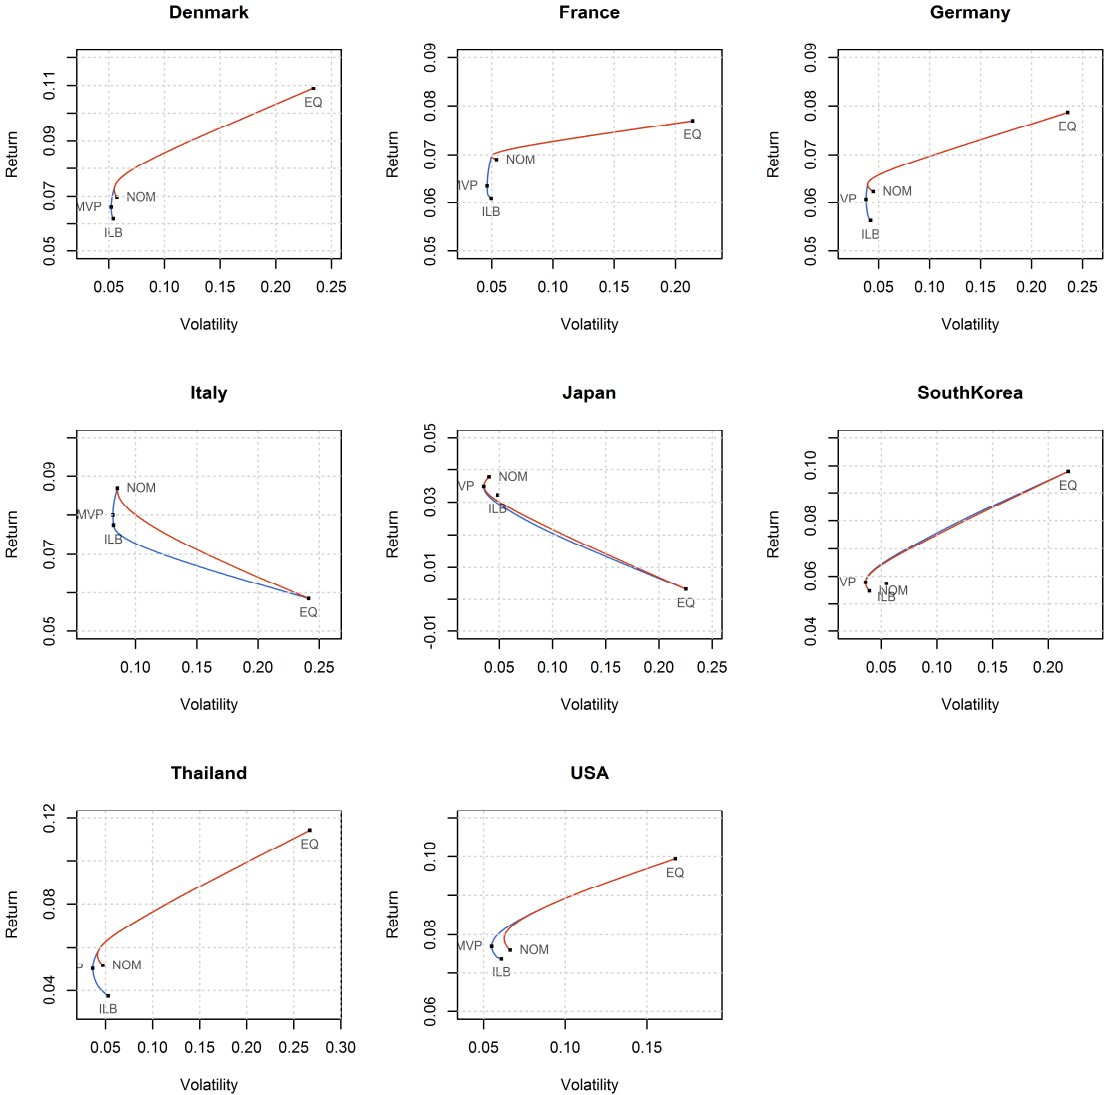 Denmark
Return
0.05
0.07
0.09
0.11
EQ
NOM
MVP
ILB
0.05 0.10 0.15 0.20 0.25
Volatility
France
Return
0.05
0.06
0.07
0.08
0.09
EQ
NOM
MVP
ILB
0.05 0.10 0.15 0.20
Volatility
Germany
Return
0.05
0.06
0.07
0.08
0.09
EQ
NOM
VP
ILB
0.05 0.10 0.15 0.20 0.25
Volatility
Italy
Return
0.05
0.07
0.09
NOM
MVP
ILB
EQ
0.10 0.15 0.20 0.25
Volatility
Japan
Return
-0.01
0.01
0.03
0.05
NOM
VP
ILB
EQ
0.05 0.10 0.15 0.20 0.25
Volatility
SouthKorea
Return
0.04
0.06
0.08
0.10
EQ
VP
NOM
ILB
0.05 0.10 0.15 0.20
Volatility
Thailand
Return
0.04
0.08
0.12
EQ
NOM
ILB
0.05 0.10 0.15 0.20 0.25 0.30
Volatility
USA
Return
0.06
0.08
0.10
EQ
MVP
NOM
ILB
0.05 0.10 0.15
Volatility